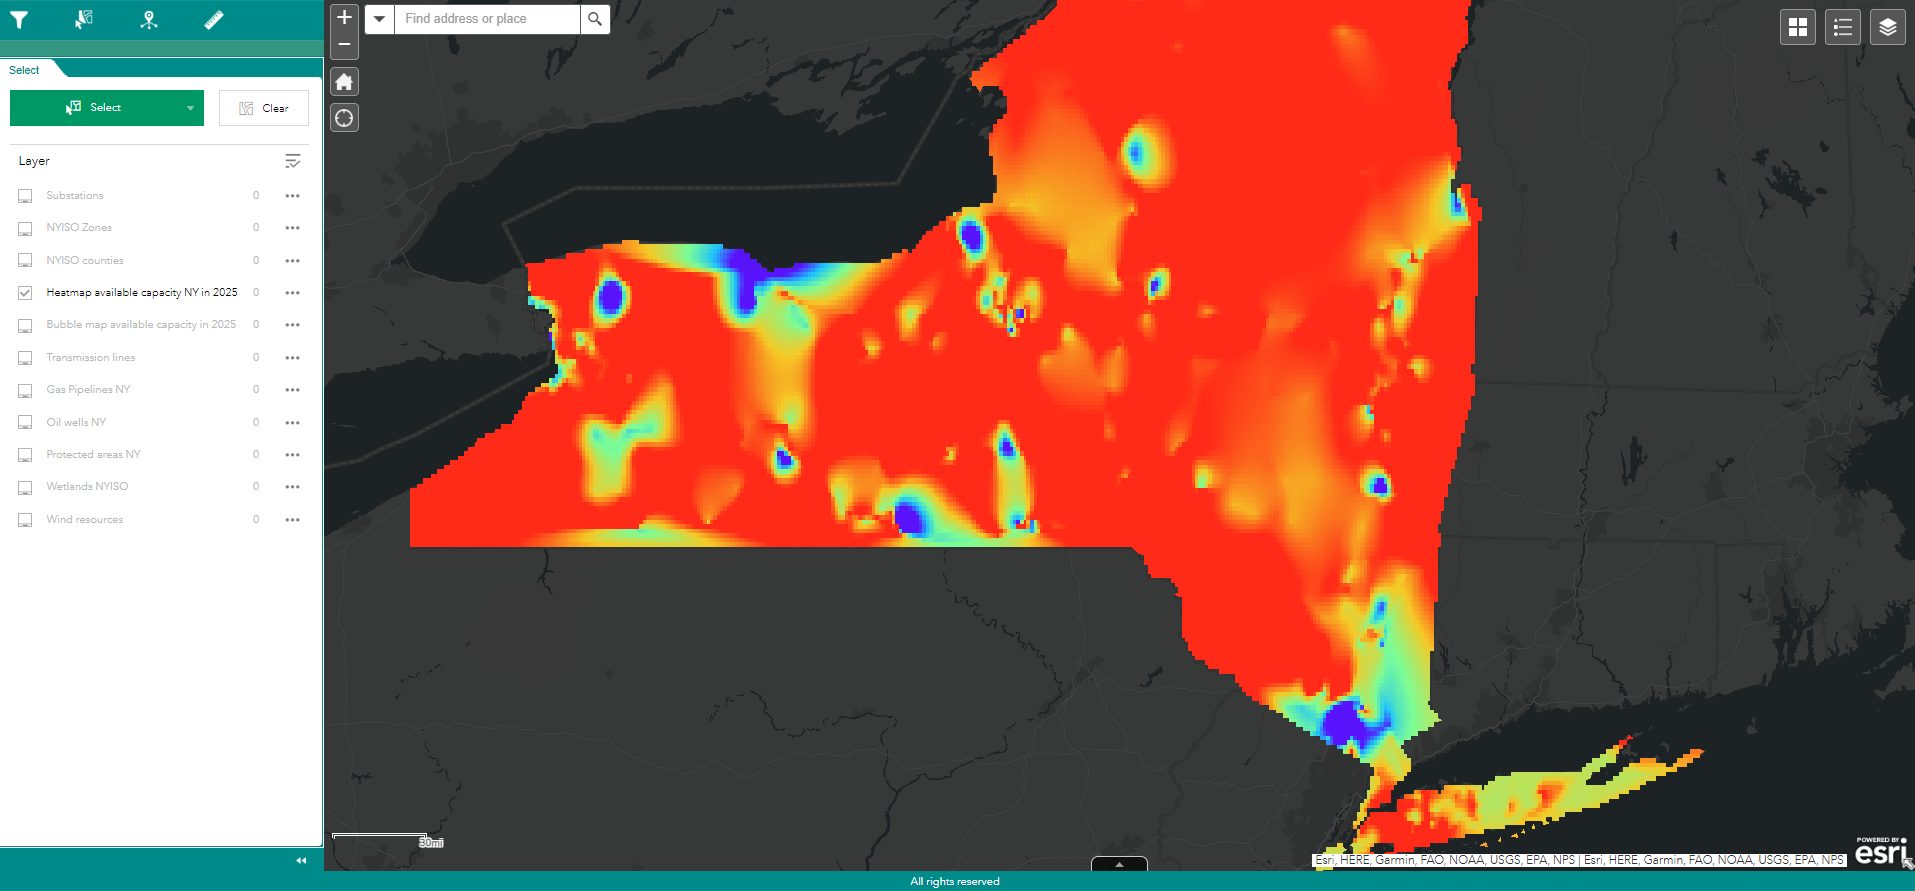 +
Find address or place
−
Select
Select
Clear
Layer
Substations 0
NYISO Zones 0
NYISO counties 0
Heatmap available capacity NY in 2025 0
Bubble map available capacity in 2025 0
Transmission lines 0
Gas Pipelines NY 0
Oil wells NY 0
Protected areas NY 0
Wetlands NYISO 0
Wind resources 0
30mi
POWERED BY
esri
Esri, HERE, Garmin, FAO, NOAA, USGS, EPA, NPS | Esri, HERE, Garmin, FAO, NOAA, USGS, EPA, NPS
All rights reserved